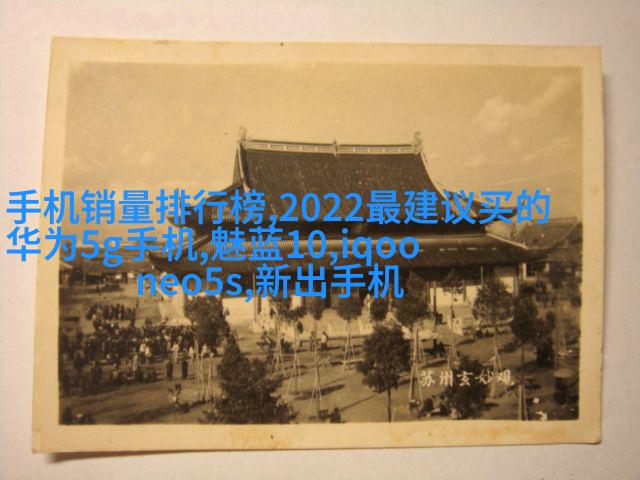 手机销量排行榜,2022最建议买的
华为5g手机,魅蓝10,iqoo
neo5s,新出手机
苏州玄妙观